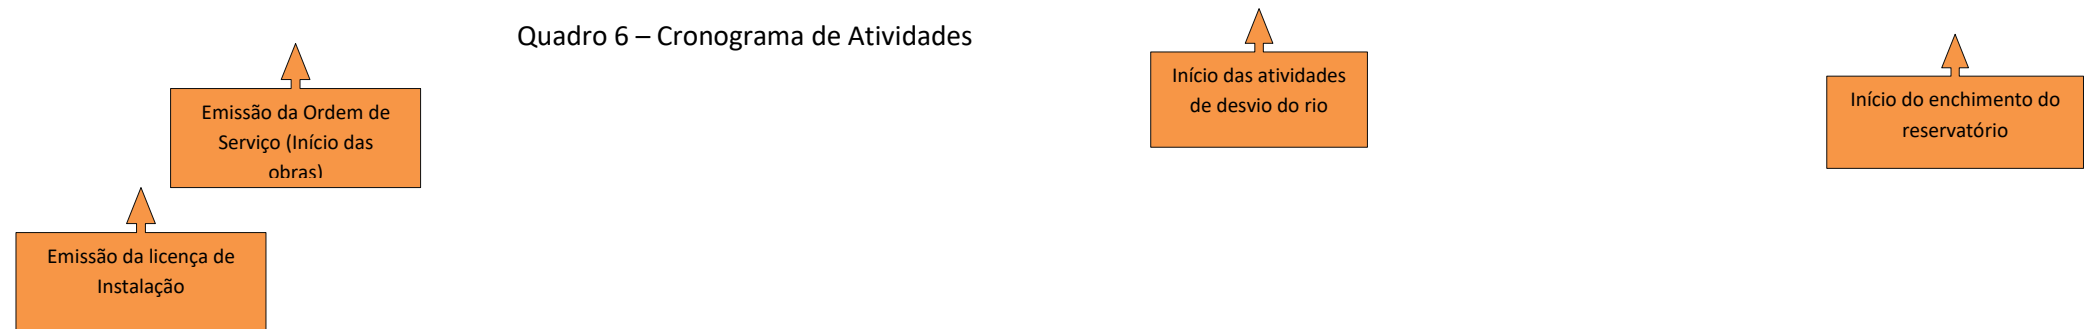 Quadro 6 – Cronograma de Atividades
Emissão da Ordem de
Serviço (Início das
obras)
Emissão da licença de
Instalação
Início das atividades
de desvio do rio
Início do enchimento do
reservatório